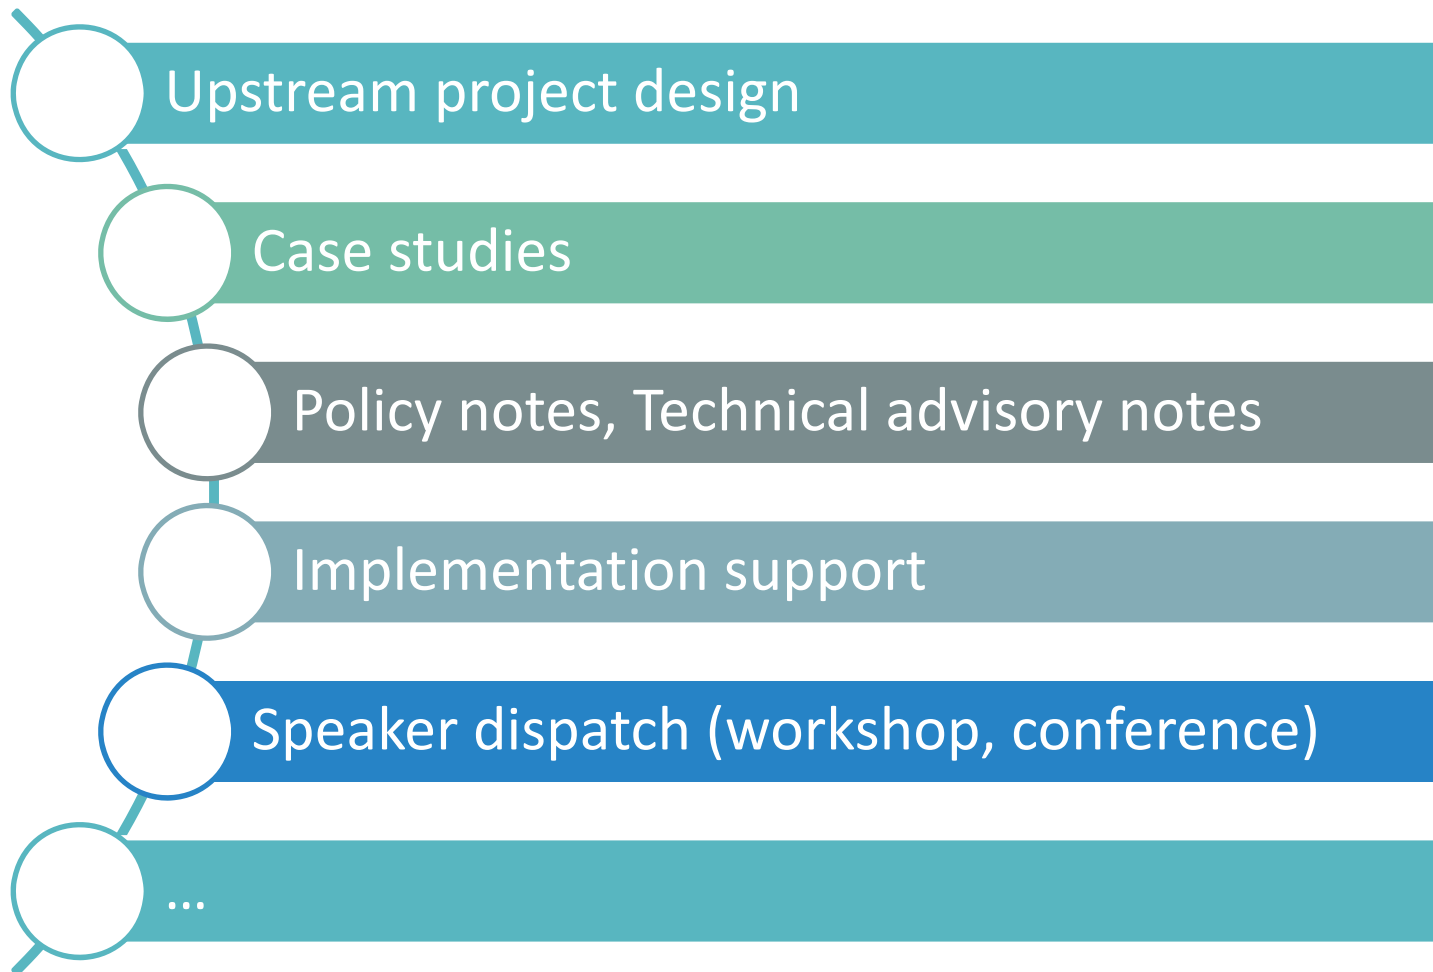 Upstream project design
Case studies
Policy notes, Technical advisory notes
Implementation support
Speaker dispatch (workshop, conference)
...